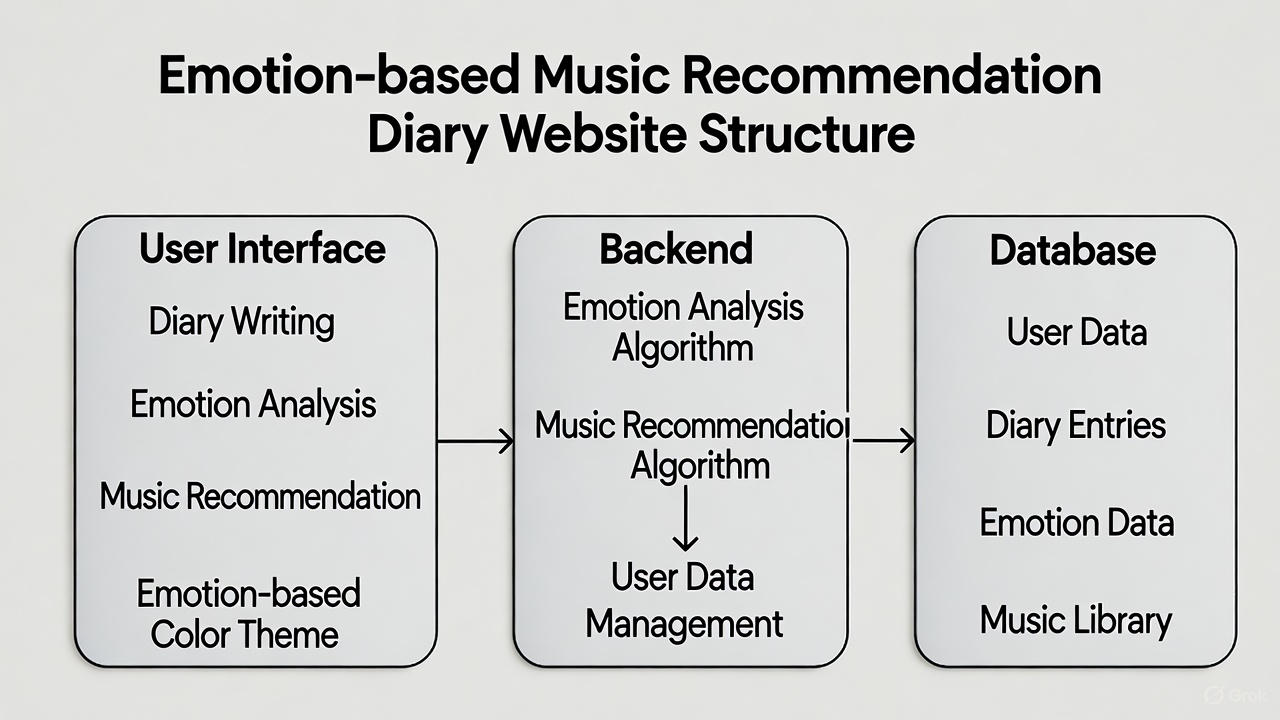 Emotion-based Music Recommendation
Diary Website Structure
User Interface
Diary Writing
Emotion Analysis
Music Recommendation
Emotion-based
Color Theme
Backend
Emotion Analysis
Algorithm
Music Recommendation
Algorithm
User Data
Management
Database
User Data
Diary Entries
Emotion Data
Music Library
Grok